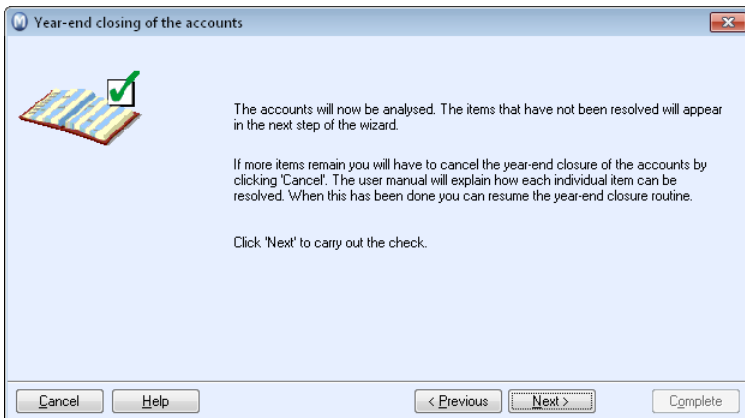 Year-end closing of the accounts
The accounts will now be analysed. The items that have not been resolved will appear
in the next step of the wizard.
If more items remain you will have to cancel the year-end closure of the accounts by
clicking 'Cancel'. The user manual will explain how each individual item can be
resolved. When this has been done you can resume the year-end closure routine.
Click 'Next' to carry out the check.
Cancel Help < Previous Next > Complete